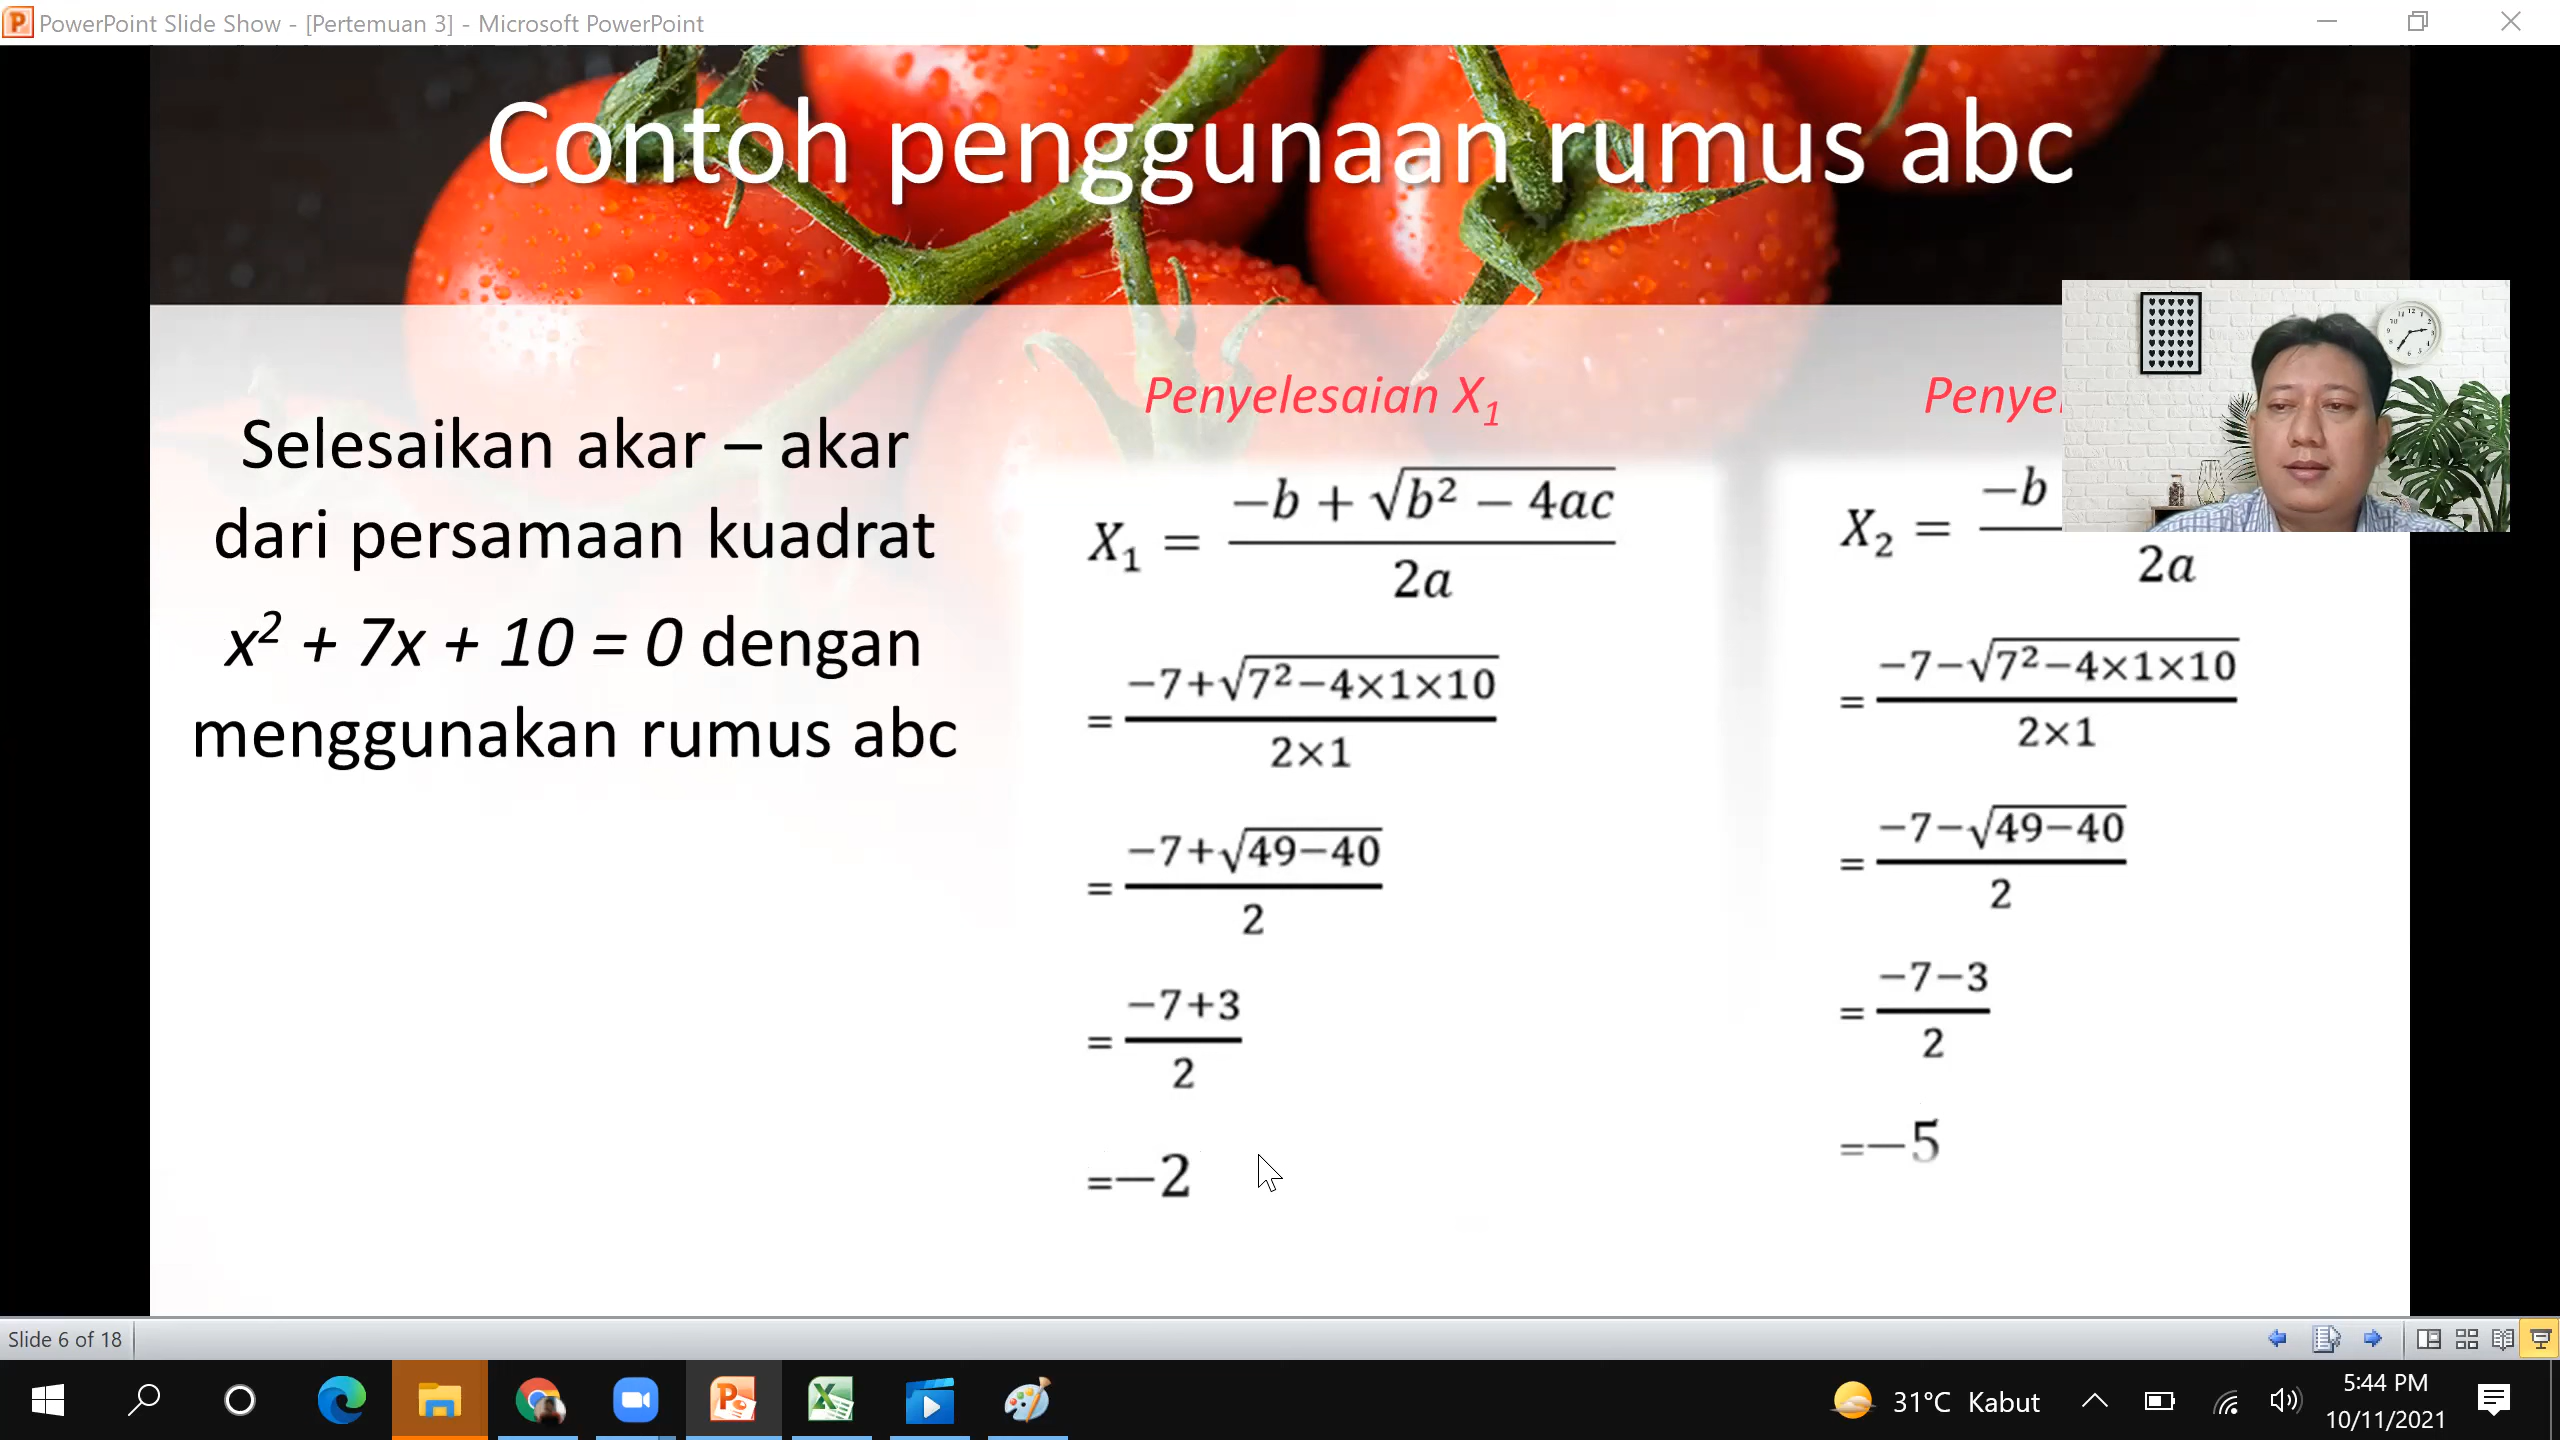 PowerPoint Slide Show - [Pertemuan 3] - Microsoft PowerPoint
Contoh penggunaan rumus abc
Selesaikan akar – akar
dari persamaan kuadrat
x² + 7x + 10 = 0 dengan
menggunakan rumus abc
Penyelesaian X₁
X₁ = (−b + √(b² − 4ac)) / 2a
= (−7+√(7²−4×1×10)) / 2×1
= (−7+√(49−40)) / 2
= (−7+3) / 2
=−2
X₂ = −b / 2a
= (−7−√(7²−4×1×10)) / 2×1
= (−7−√(49−40)) / 2
= (−7−3) / 2
=−5
Slide 6 of 18
31°C Kabut
5:44 PM
10/11/2021